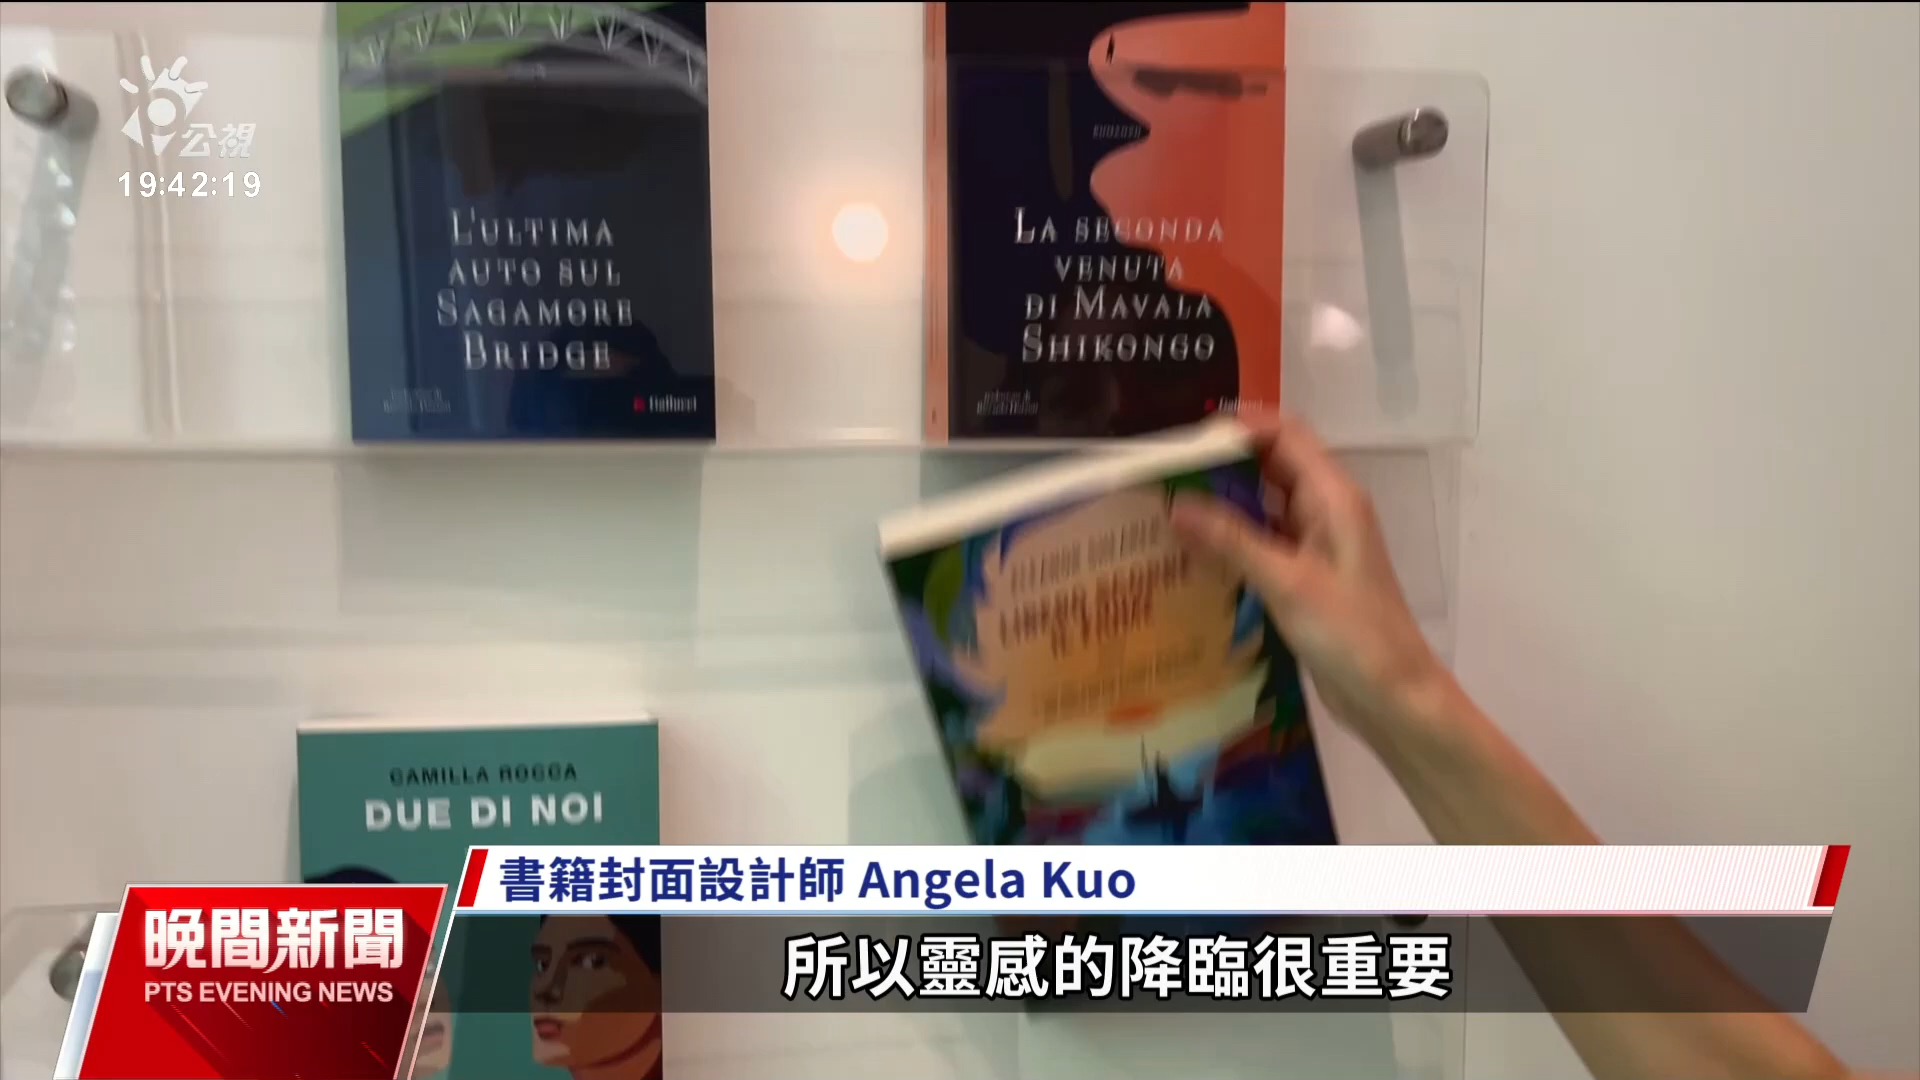 公視
19:42:19
L'ULTIMA
AUTO SUL
SAGAMORE
BRIDGE
Gallucci
LA SECONDA
VENUTA
DI MAVALA
SHIKONGO
Gallucci
CAMILLA ROCCA
DUE DI NOI
書籍封面設計師 Angela Kuo
晚間新聞
PTS EVENING NEWS
所以靈感的降臨很重要